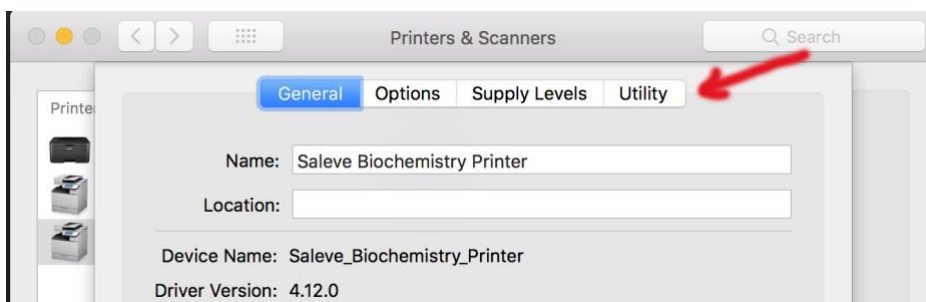 Printers & Scanners
Search
General Options Supply Levels Utility
Printe
Name: Saleve Biochemistry Printer
Location:
Device Name: Saleve_Biochemistry_Printer
Driver Version: 4.12.0